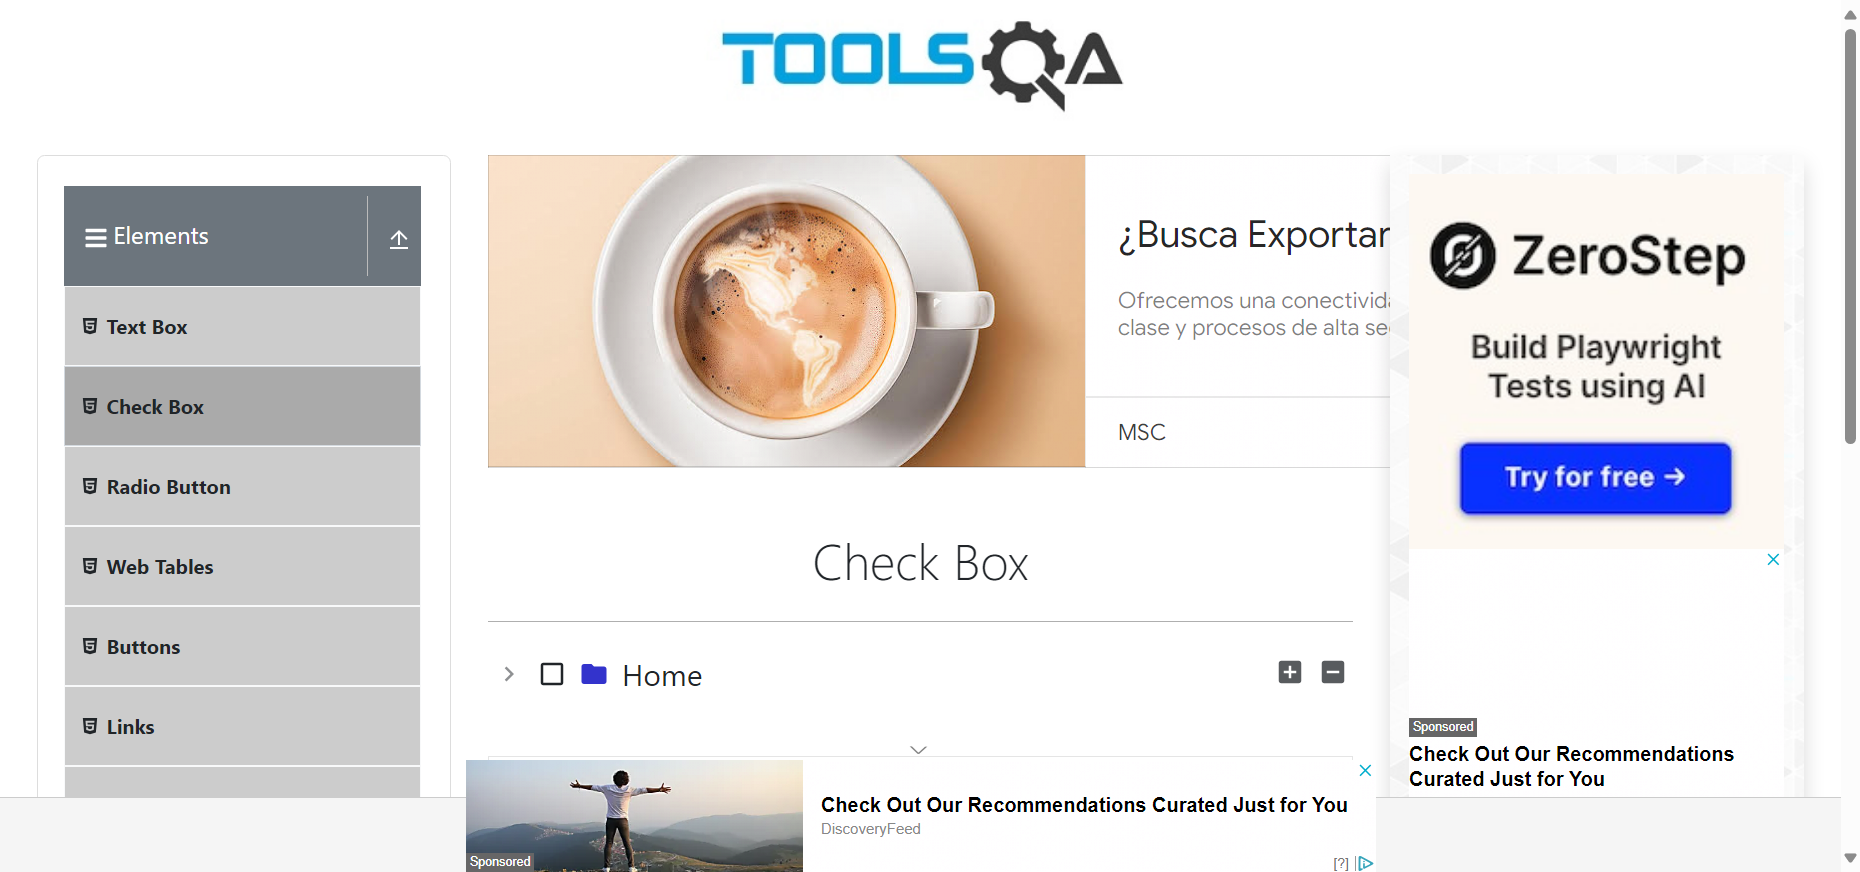 TOOLSQA
Elements
Text Box
Check Box
Radio Button
Web Tables
Buttons
Links
¿Busca Exportar
Ofrecemos una
clase y procesos de alta
MSC
Check Box
Home
ZeroStep
Build Playwright
Tests using AI
Try for free →
Sponsored
Check Out Our Recommendations
Curated Just for You
Check Out Our Recommendations Curated Just for You
DiscoveryFeed
Sponsored
[?]